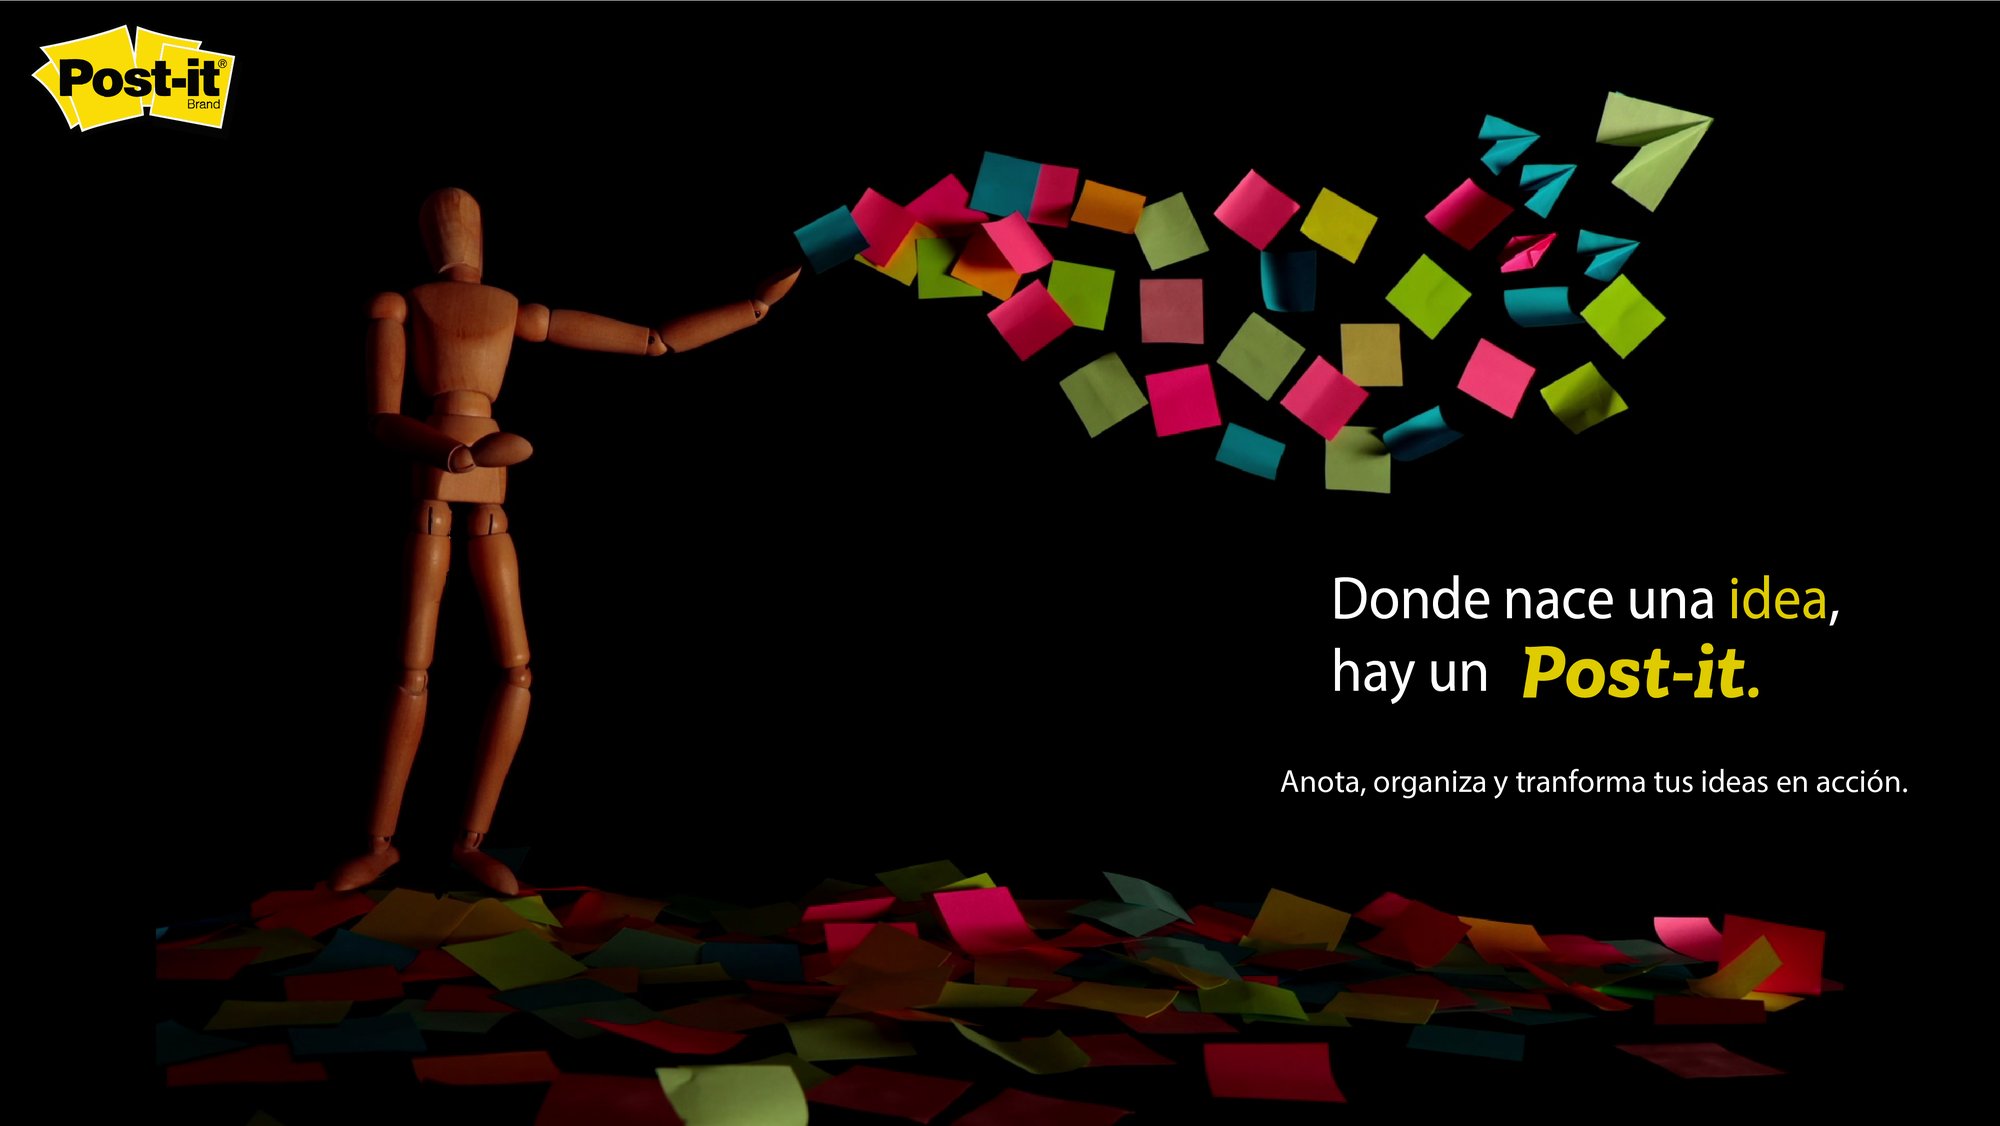 Post-it®
Brand
Donde nace una idea,
hay un Post-it.
Anota, organiza y tranforma tus ideas en acción.